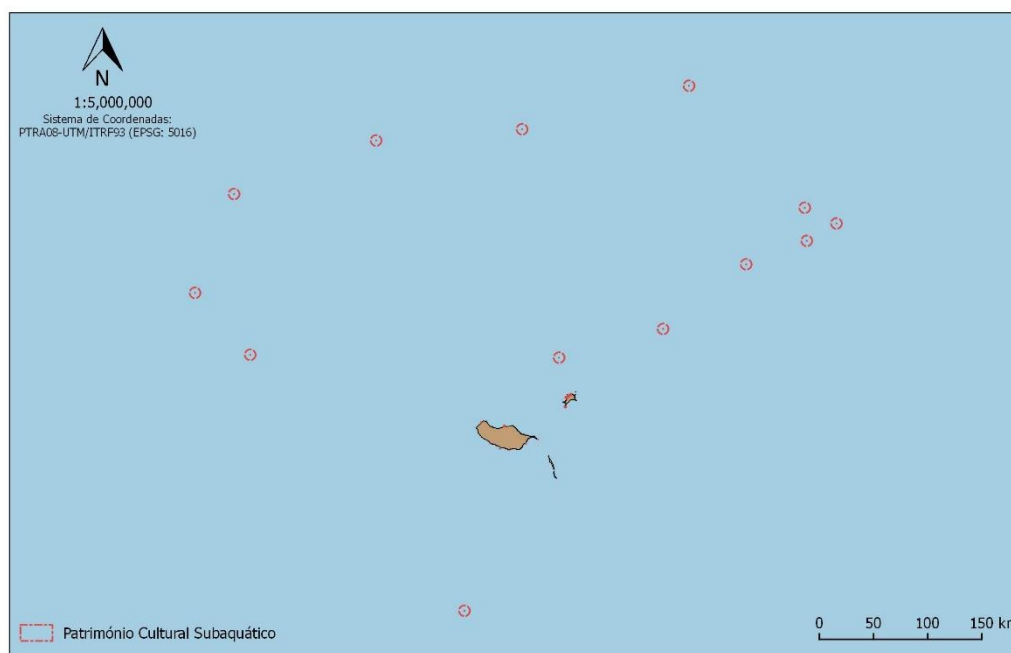 N
1:5,000,000
Sistema de Coordenadas:
PTRA08-UTM/ITRF93 (EPSG: 5016)
Património Cultural Subaquático
0 50 100 150 km